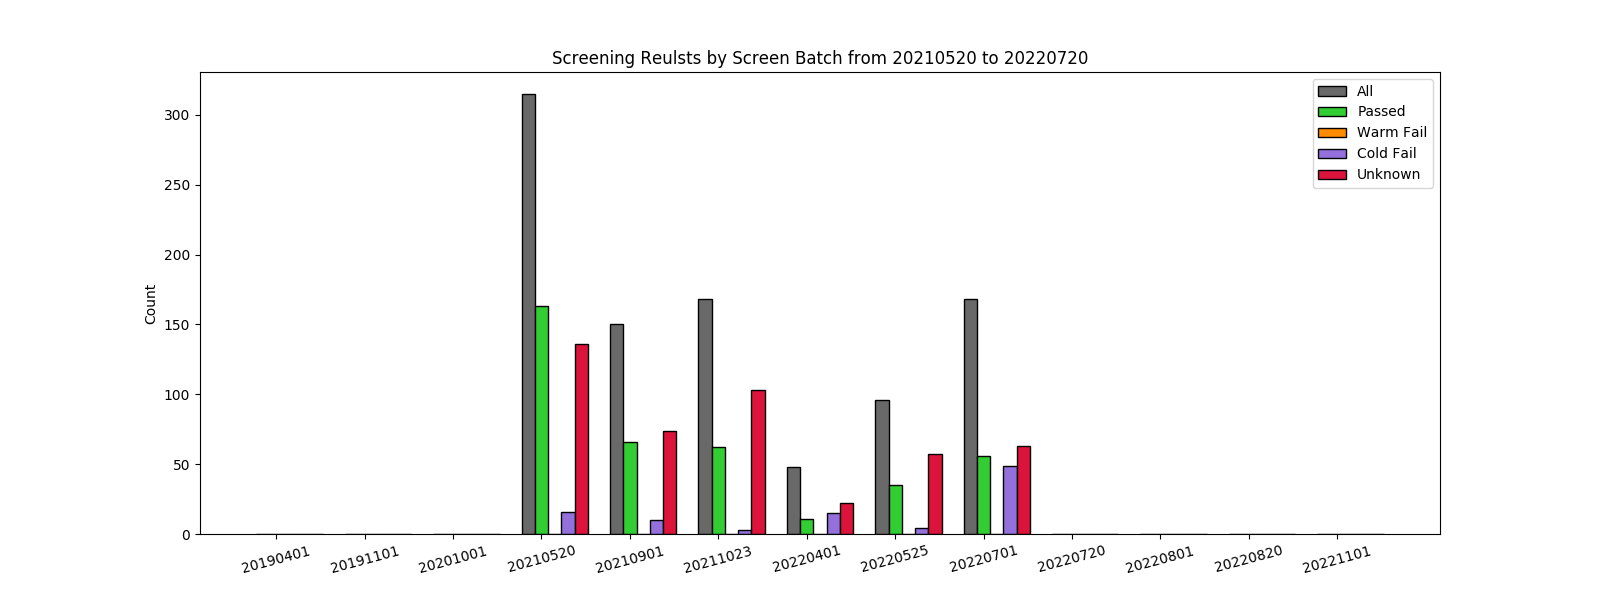 Screening Reulsts by Screen Batch from 20210520 to 20220720
All
Passed
Warm Fail
Cold Fail
Unknown
Count
300
250
200
150
100
50
0
20190401
20191101
20201001
20210520
20210901
20211023
20220401
20220525
20220701
20220720
20220801
20220820
20221101